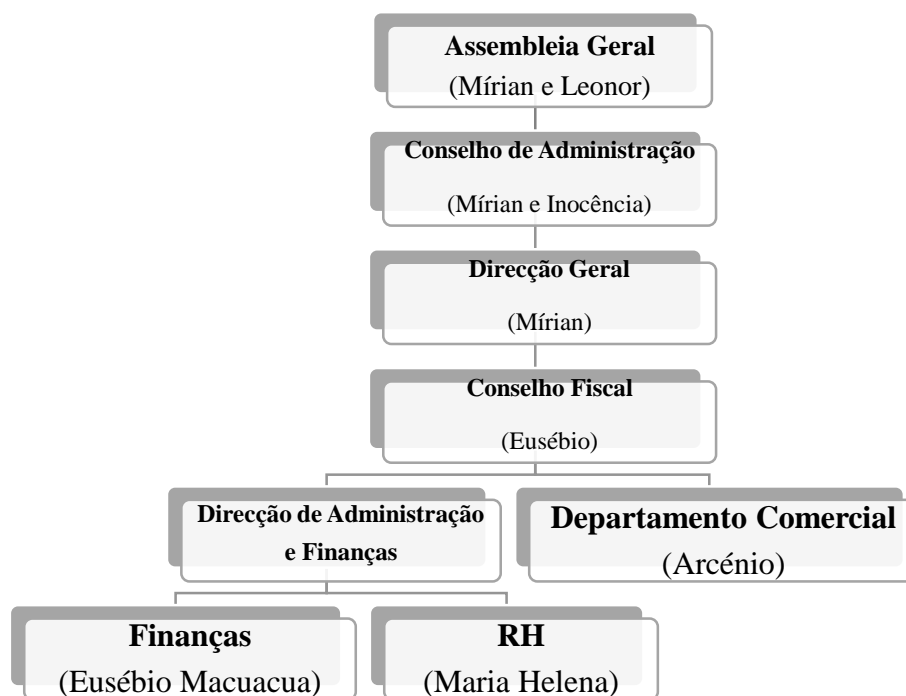 Assembleia Geral
(Mírian e Leonor)
Conselho de Administração
(Mírian e Inocência)
Direcção Geral
(Mírian)
Conselho Fiscal
(Eusébio)
Direcção de Administração
e Finanças
Departamento Comercial
(Arcénio)
Finanças
(Eusébio Macuacua)
RH
(Maria Helena)